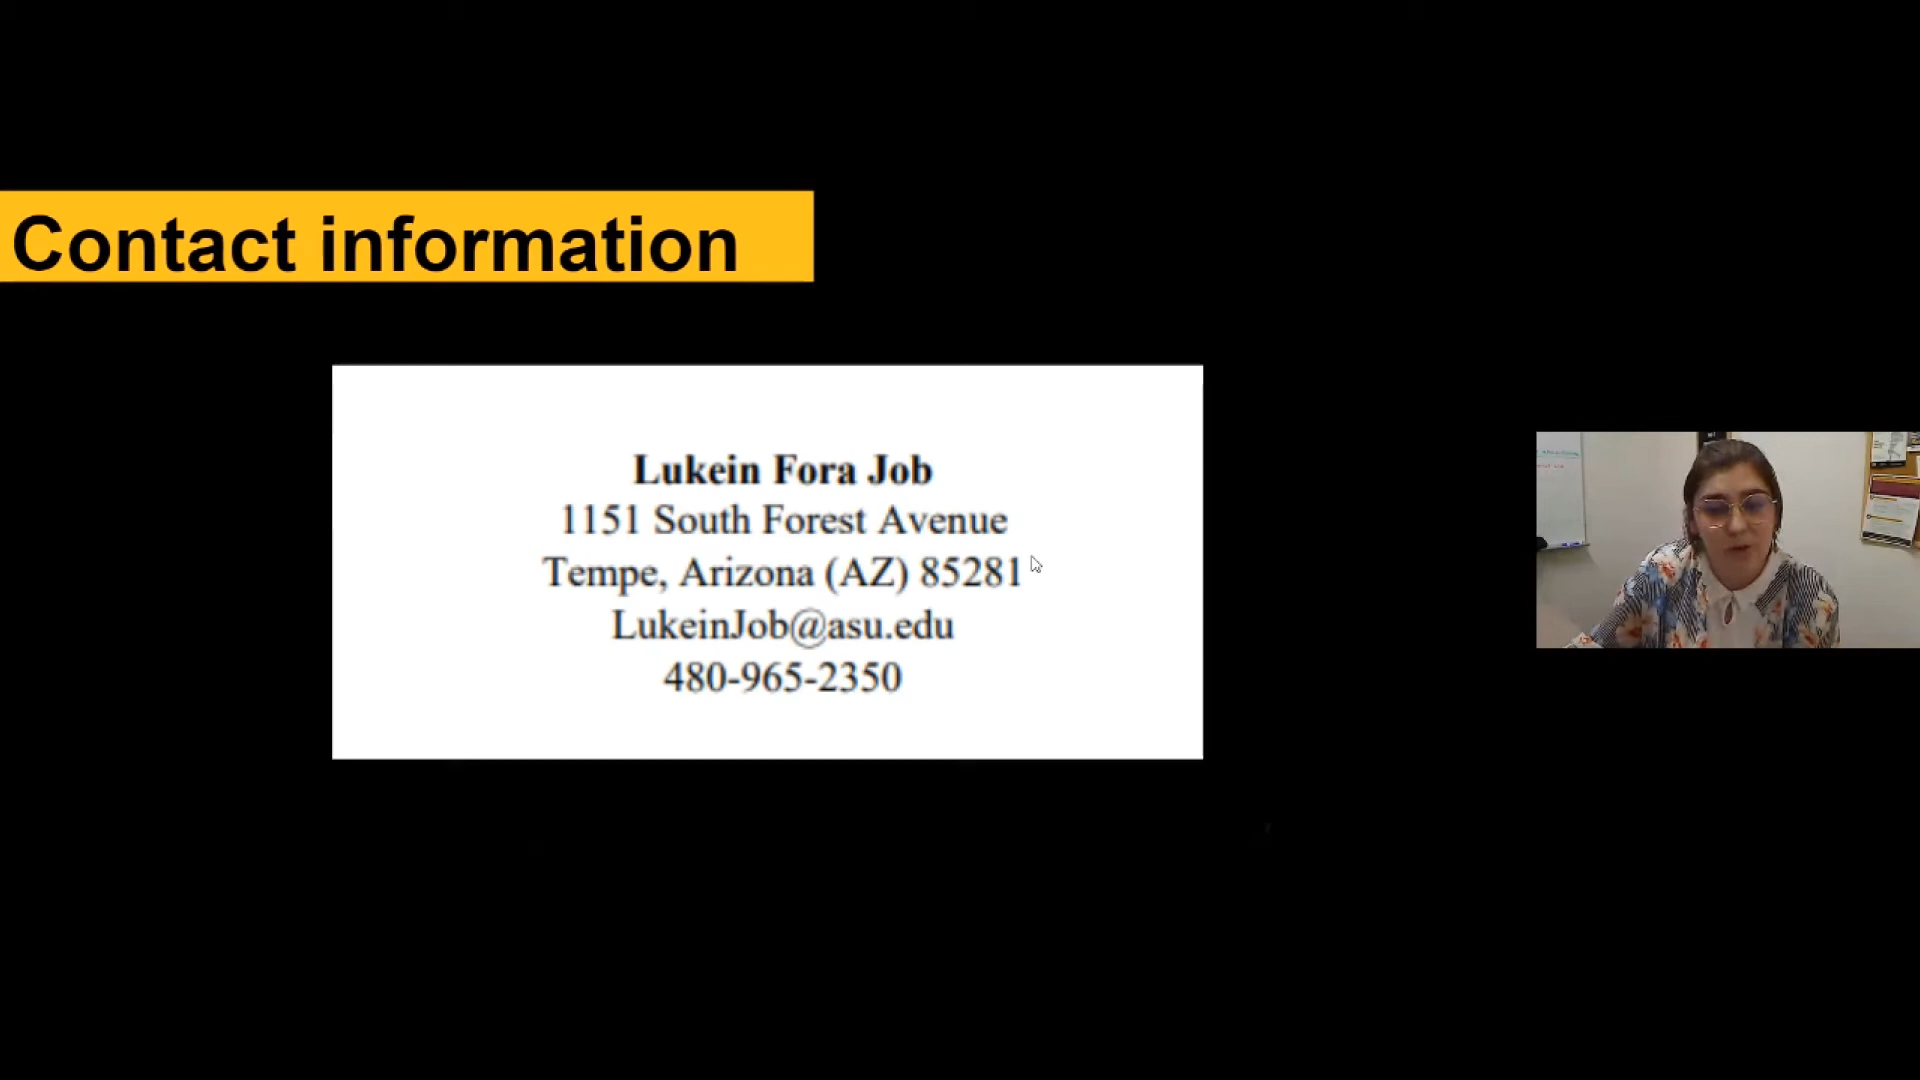 Contact information
Lukein Fora Job
1151 South Forest Avenue
Tempe, Arizona (AZ) 85281
LukeinJob@asu.edu
480-965-2350